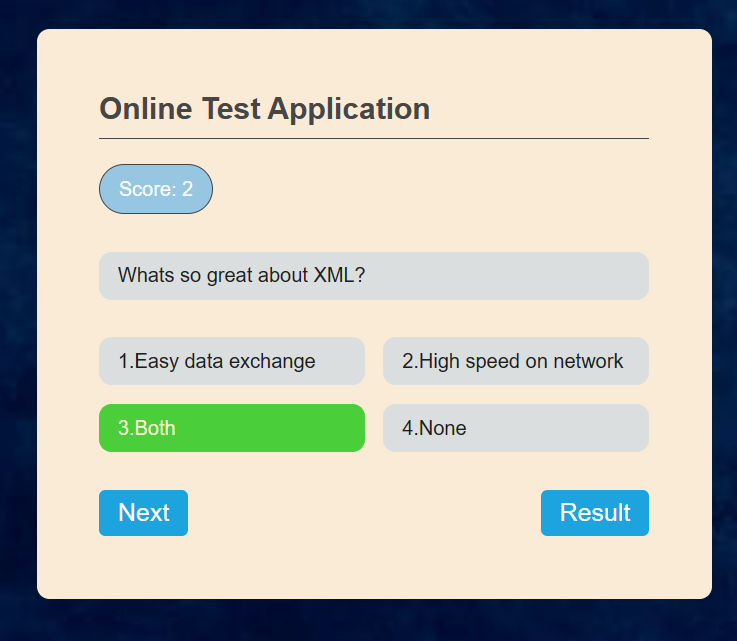 Online Test Application
Score: 2
Whats so great about XML?
1.Easy data exchange
2.High speed on network
3.Both
4.None
Next
Result